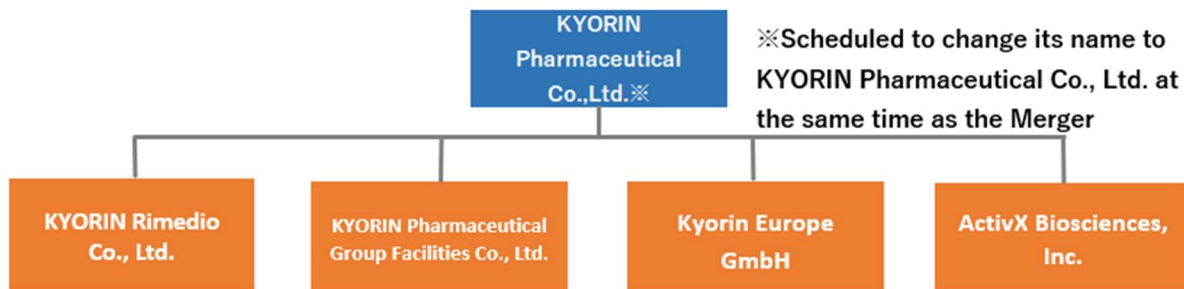 KYORIN
Pharmaceutical
Co.,Ltd.※
※Scheduled to change its name to
KYORIN Pharmaceutical Co., Ltd. at
the same time as the Merger
KYORIN Rimedio
Co., Ltd.
KYORIN Pharmaceutical
Group Facilities Co., Ltd.
Kyorin Europe
GmbH
ActivX Biosciences,
Inc.